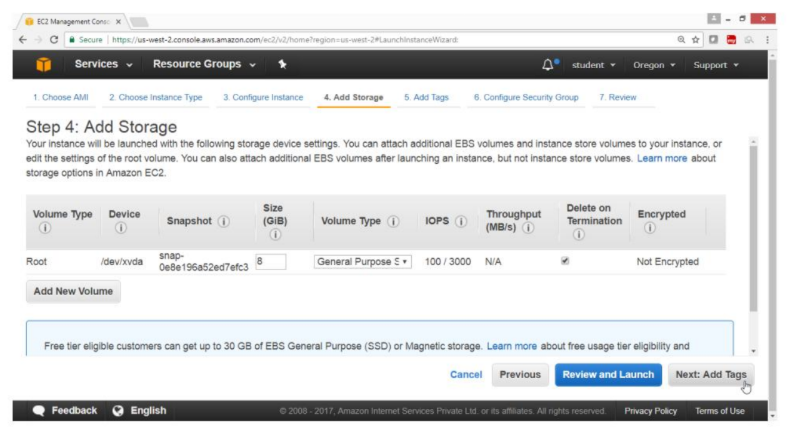 EC2 Management Conso
Secure | https://us-west-2.console.aws.amazon.com/ec2/v2/home?region=us-west-2#LaunchInstanceWizard:
Services Resource Groups student Oregon Support
1. Choose AMI 2. Choose Instance Type 3. Configure Instance 4. Add Storage 5. Add Tags 6. Configure Security Group 7. Review
Step 4: Add Storage
Your instance will be launched with the following storage device settings. You can attach additional EBS volumes and instance store volumes to your instance, or
edit the settings of the root volume. You can also attach additional EBS volumes after launching an instance, but not instance store volumes. Learn more about
storage options in Amazon EC2.
Volume Type Device Snapshot Size (GiB) Volume Type IOPS Throughput (MB/s) Delete on Termination Encrypted
Root /dev/xvda snap-0e8e196a52ed7efc3 8 General Purpose S 100 / 3000 N/A Not Encrypted
Add New Volume
Free tier eligible customers can get up to 30 GB of EBS General Purpose (SSD) or Magnetic storage. Learn more about free usage tier eligibility and
Cancel Previous Review and Launch Next: Add Tags
Feedback English © 2008 - 2017, Amazon Internet Services Private Ltd. or its affiliates. All rights reserved. Privacy Policy Terms of Use